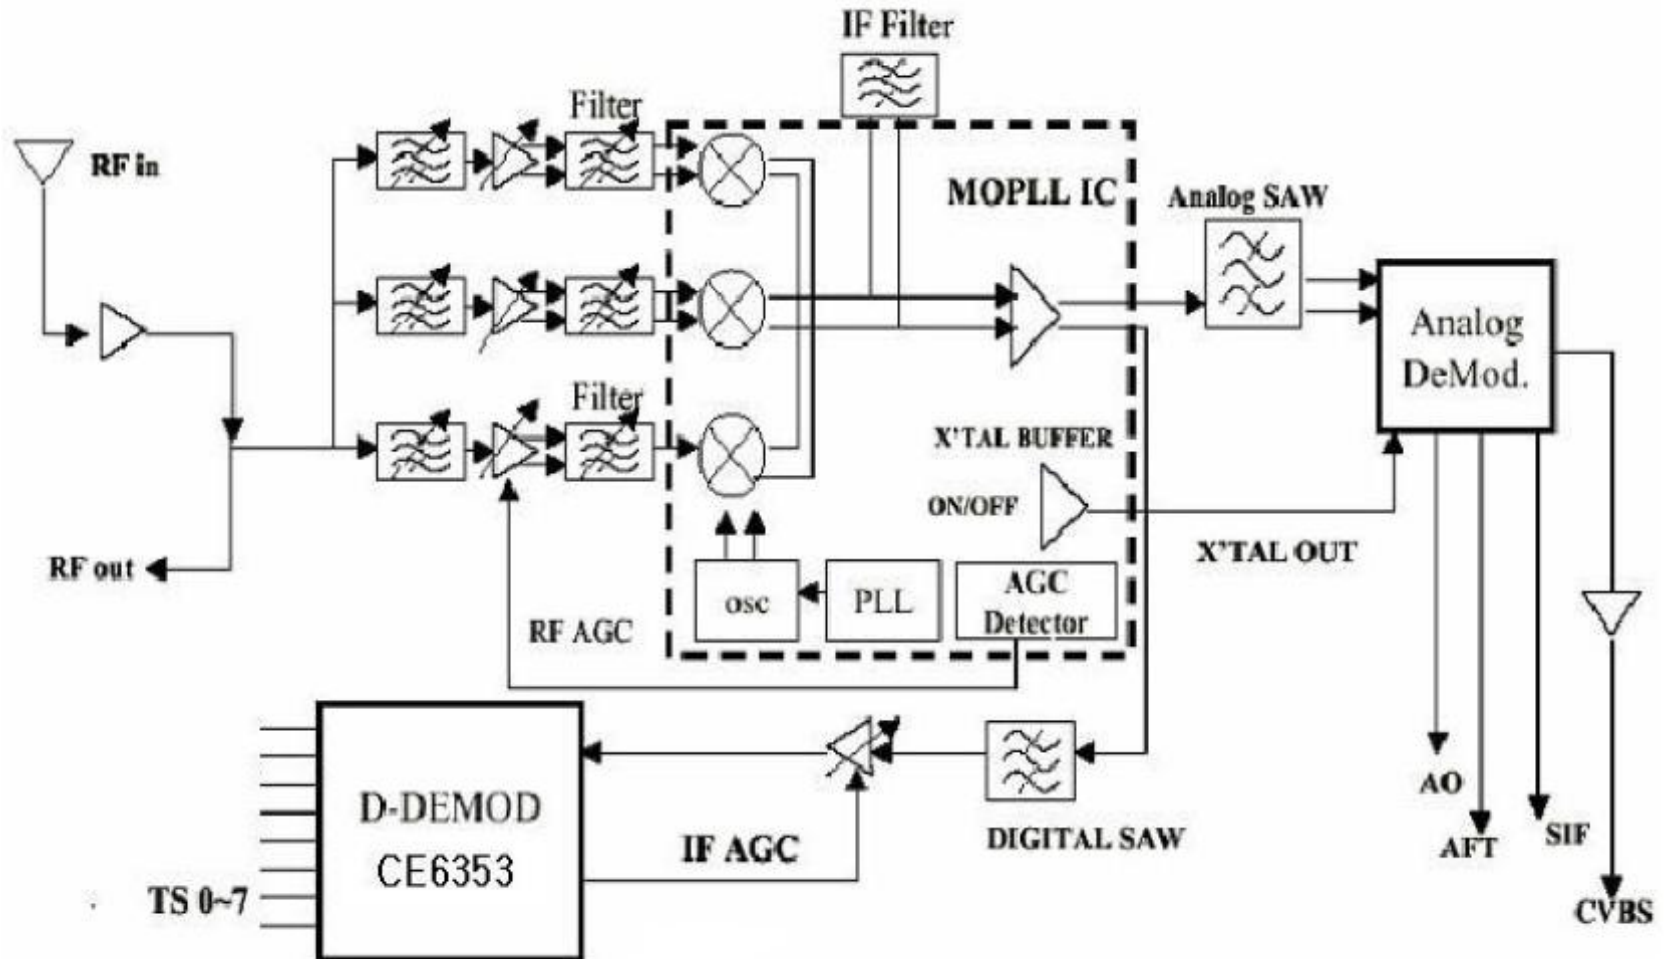 IF Filter
Filter
RF in
MOPLL IC
Analog SAW
Analog
DeMod.
Filter
X'TAL BUFFER
ON/OFF
X'TAL OUT
RF out
osc
PLL
AGC
Detector
RF AGC
D-DEMOD
CE6353
IF AGC
DIGITAL SAW
TS 0~7
AO
AFT
SIF
CVBS